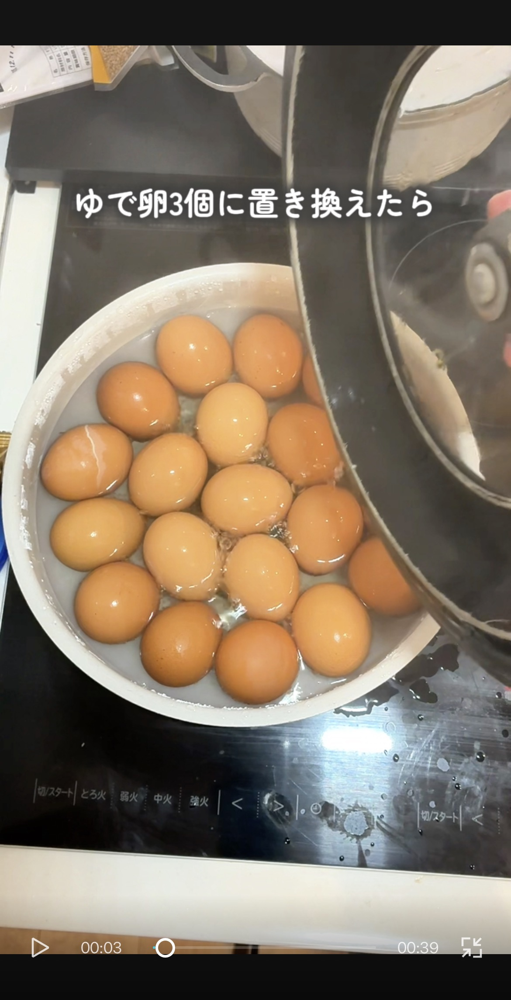 ゆで卵3個に置き換えたら
切/スタート とろ火 弱火 中火 強火 < >
切/スタート <
00:03 00:39